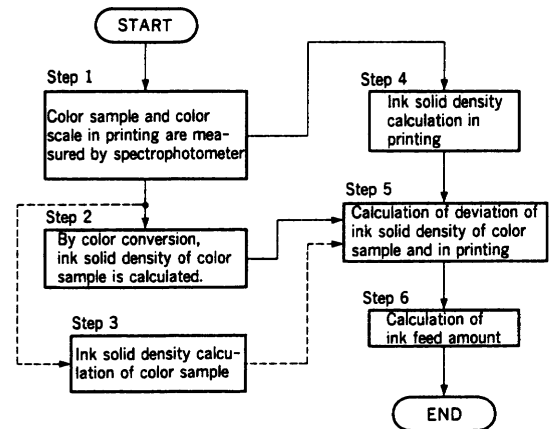 START
Step 1
Color sample and color
scale in printing are mea-
sured by spectrophotometer
Step 2
By color conversion,
ink solid density of color
sample is calculated.
Step 3
Ink solid density calcu-
lation of color sample
Step 4
Ink solid density
calculation in
printing
Step 5
Calculation of deviation of
ink solid density of color
sample and in printing
Step 6
Calculation of
ink feed amount
END